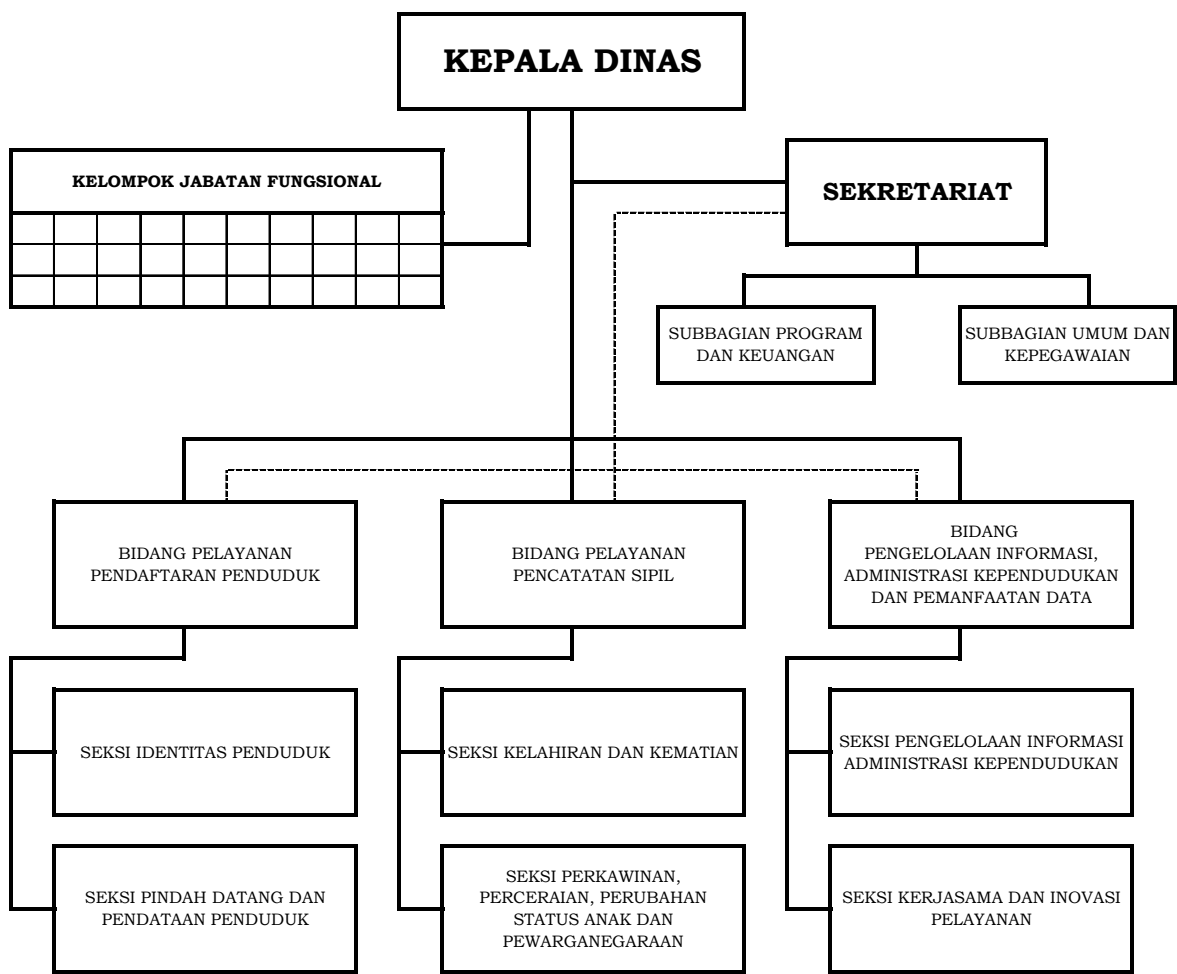 KEPALA DINAS
KELOMPOK JABATAN FUNGSIONAL
SEKRETARIAT
SUBBAGIAN PROGRAM
DAN KEUANGAN
SUBBAGIAN UMUM DAN
KEPEGAWAIAN
BIDANG PELAYANAN
PENDAFTARAN PENDUDUK
BIDANG PELAYANAN
PENCATATAN SIPIL
BIDANG
PENGELOLAAN INFORMASI,
ADMINISTRASI KEPENDUDUKAN
DAN PEMANFAATAN DATA
SEKSI IDENTITAS PENDUDUK
SEKSI KELAHIRAN DAN KEMATIAN
SEKSI PENGELOLAAN INFORMASI
ADMINISTRASI KEPENDUDUKAN
SEKSI PINDAH DATANG DAN
PENDATAAN PENDUDUK
SEKSI PERKAWINAN,
PERCERAIAN, PERUBAHAN
STATUS ANAK DAN
PEWARGANEGARAAN
SEKSI KERJASAMA DAN INOVASI
PELAYANAN